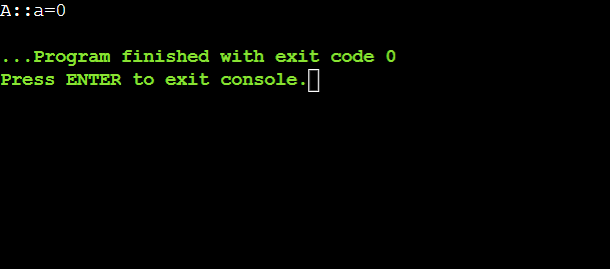 A::a=0
...Program finished with exit code 0
Press ENTER to exit console.